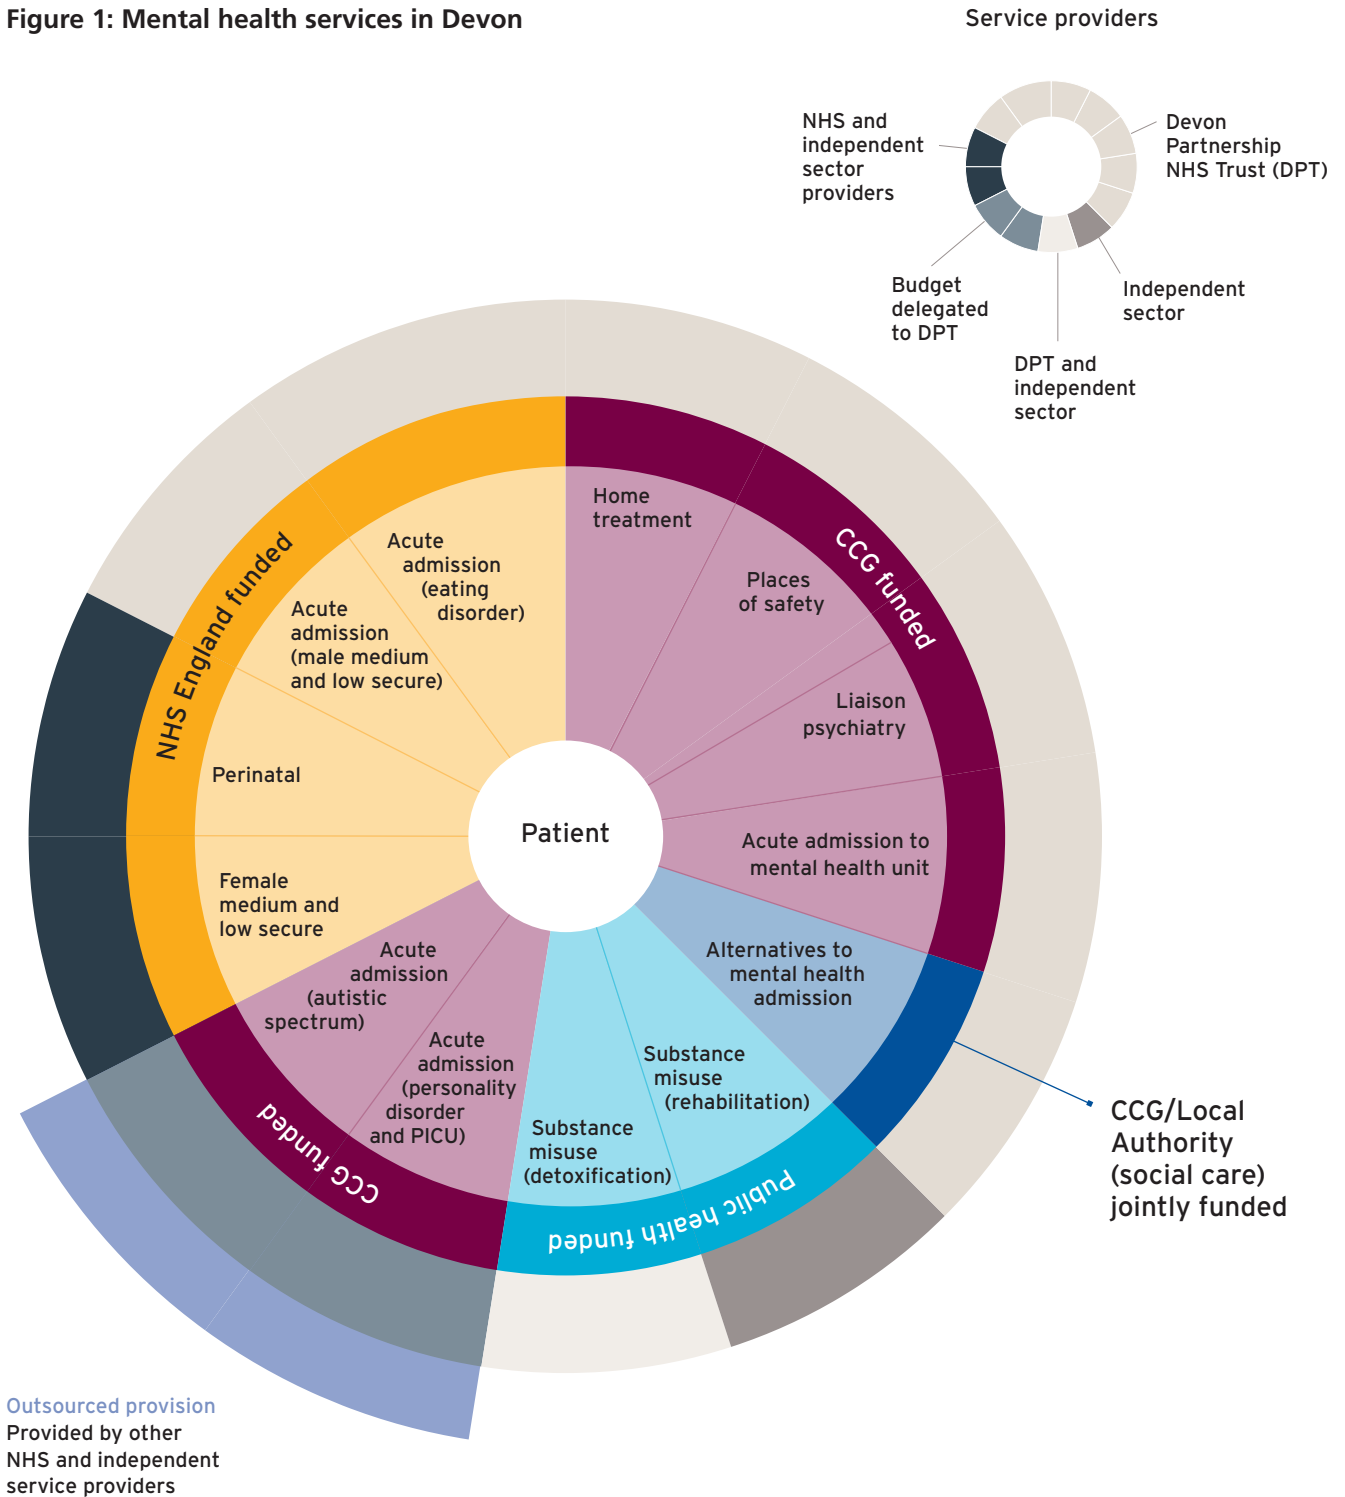 Figure 1: Mental health services in Devon
Service providers
NHS and
independent
sector
providers
Devon
Partnership
NHS Trust (DPT)
Budget
delegated
to DPT
Independent
sector
DPT and
independent
sector
Home
treatment
Places
of safety
CCG funded
Liaison
psychiatry
Acute admission to
mental health unit
Alternatives to
mental health
admission
CCG/Local
Authority
(social care)
jointly funded
Substance
misuse
(rehabilitation)
Substance
misuse
(detoxification)
Public health funded
Acute
admission
(personality
disorder
and PICU)
Acute
admission
(autistic
spectrum)
CCG funded
Female
medium and
low secure
Perinatal
Acute
admission
(male medium
and low secure)
Acute
admission
(eating
disorder)
NHS England funded
Patient
Outsourced provision
Provided by other
NHS and independent
service providers